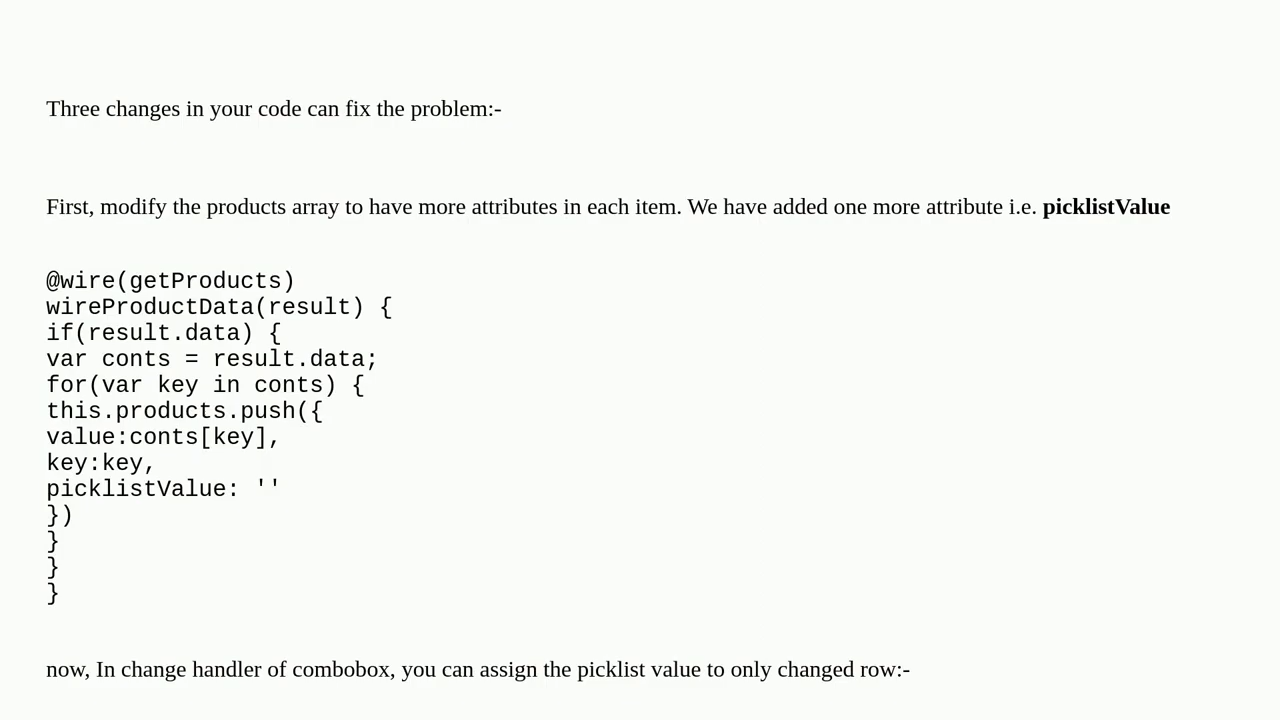 Three changes in your code can fix the problem:-
First, modify the products array to have more attributes in each item. We have added one more attribute i.e. picklistValue
@wire(getProducts)
wireProductData(result) {
if(result.data) {
var conts = result.data;
for(var key in conts) {
this.products.push({
value:conts[key],
key:key,
picklistValue: ''
})
}
}
}
now, In change handler of combobox, you can assign the picklist value to only changed row:-